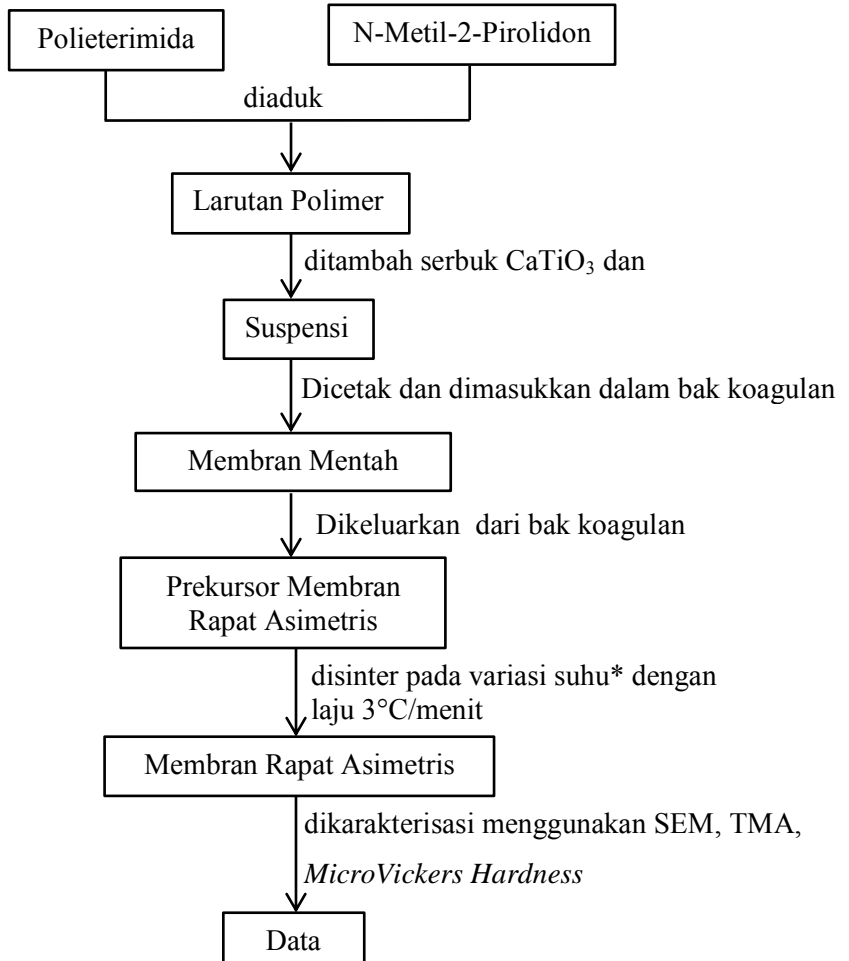 Polieterimida
N-Metil-2-Pirolidon
diaduk
Larutan Polimer
ditambah serbuk CaTiO₃ dan
Suspensi
Dicetak dan dimasukkan dalam bak koagulan
Membran Mentah
Dikeluarkan dari bak koagulan
Prekursor Membran
Rapat Asimetris
disinter pada variasi suhu* dengan
laju 3°C/menit
Membran Rapat Asimetris
dikarakterisasi menggunakan SEM, TMA,
MicroVickers Hardness
Data